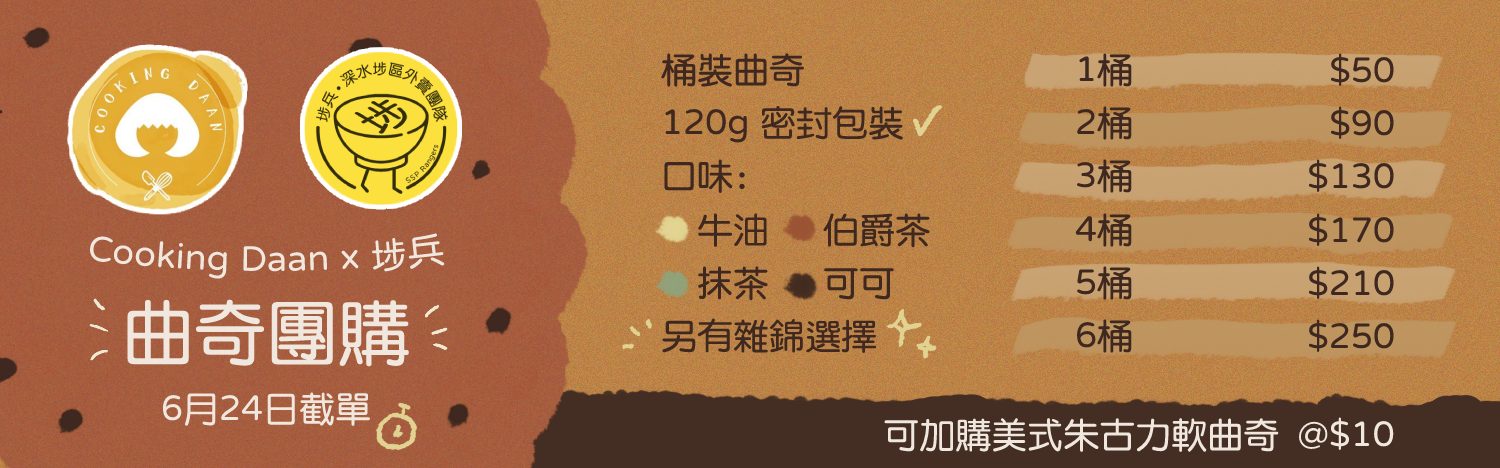 COOKING DAAN
埗兵・深水埗區外賣團隊
埗
SSP Rangers
Cooking Daan x 埗兵
曲奇團購
6月24日截單
桶裝曲奇
120g 密封包裝
口味:
牛油 伯爵茶
抹茶 可可
另有雜錦選擇
1桶 $50
2桶 $90
3桶 $130
4桶 $170
5桶 $210
6桶 $250
可加購美式朱古力軟曲奇 @$10